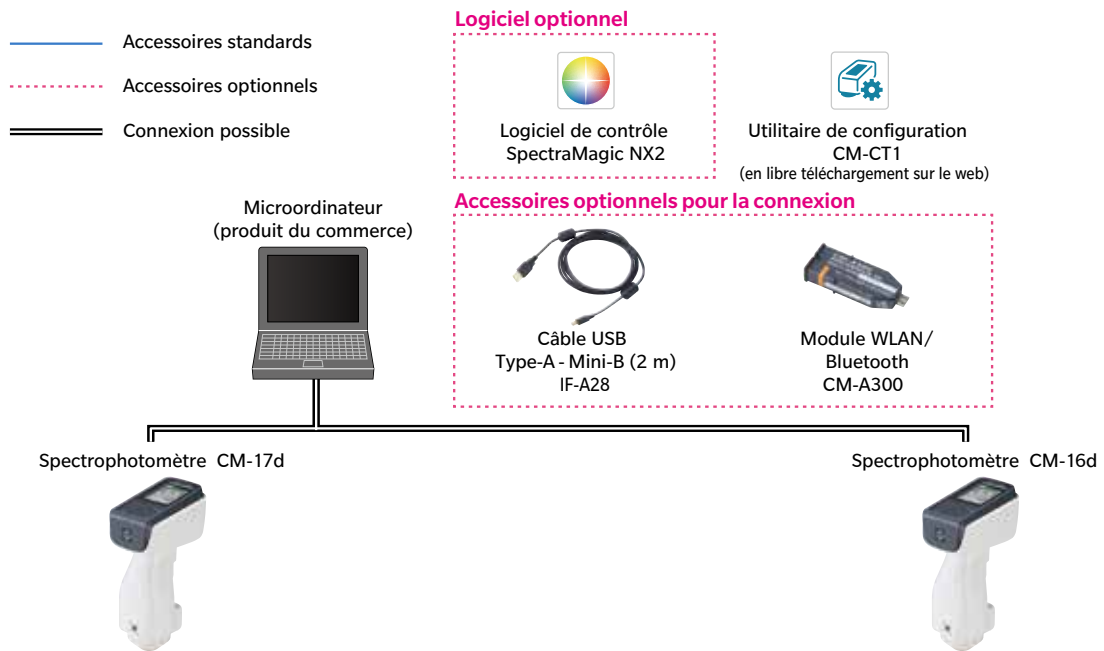 Accessoires standards
Accessoires optionnels
Connexion possible
Logiciel optionnel
Logiciel de contrôle
SpectraMagic NX2
Utilitaire de configuration
CM-CT1
(en libre téléchargement sur le web)
Accessoires optionnels pour la connexion
Microordinateur
(produit du commerce)
Câble USB
Type-A - Mini-B (2 m)
IF-A28
Module WLAN/
Bluetooth
CM-A300
Spectrophotomètre CM-17d
Spectrophotomètre CM-16d